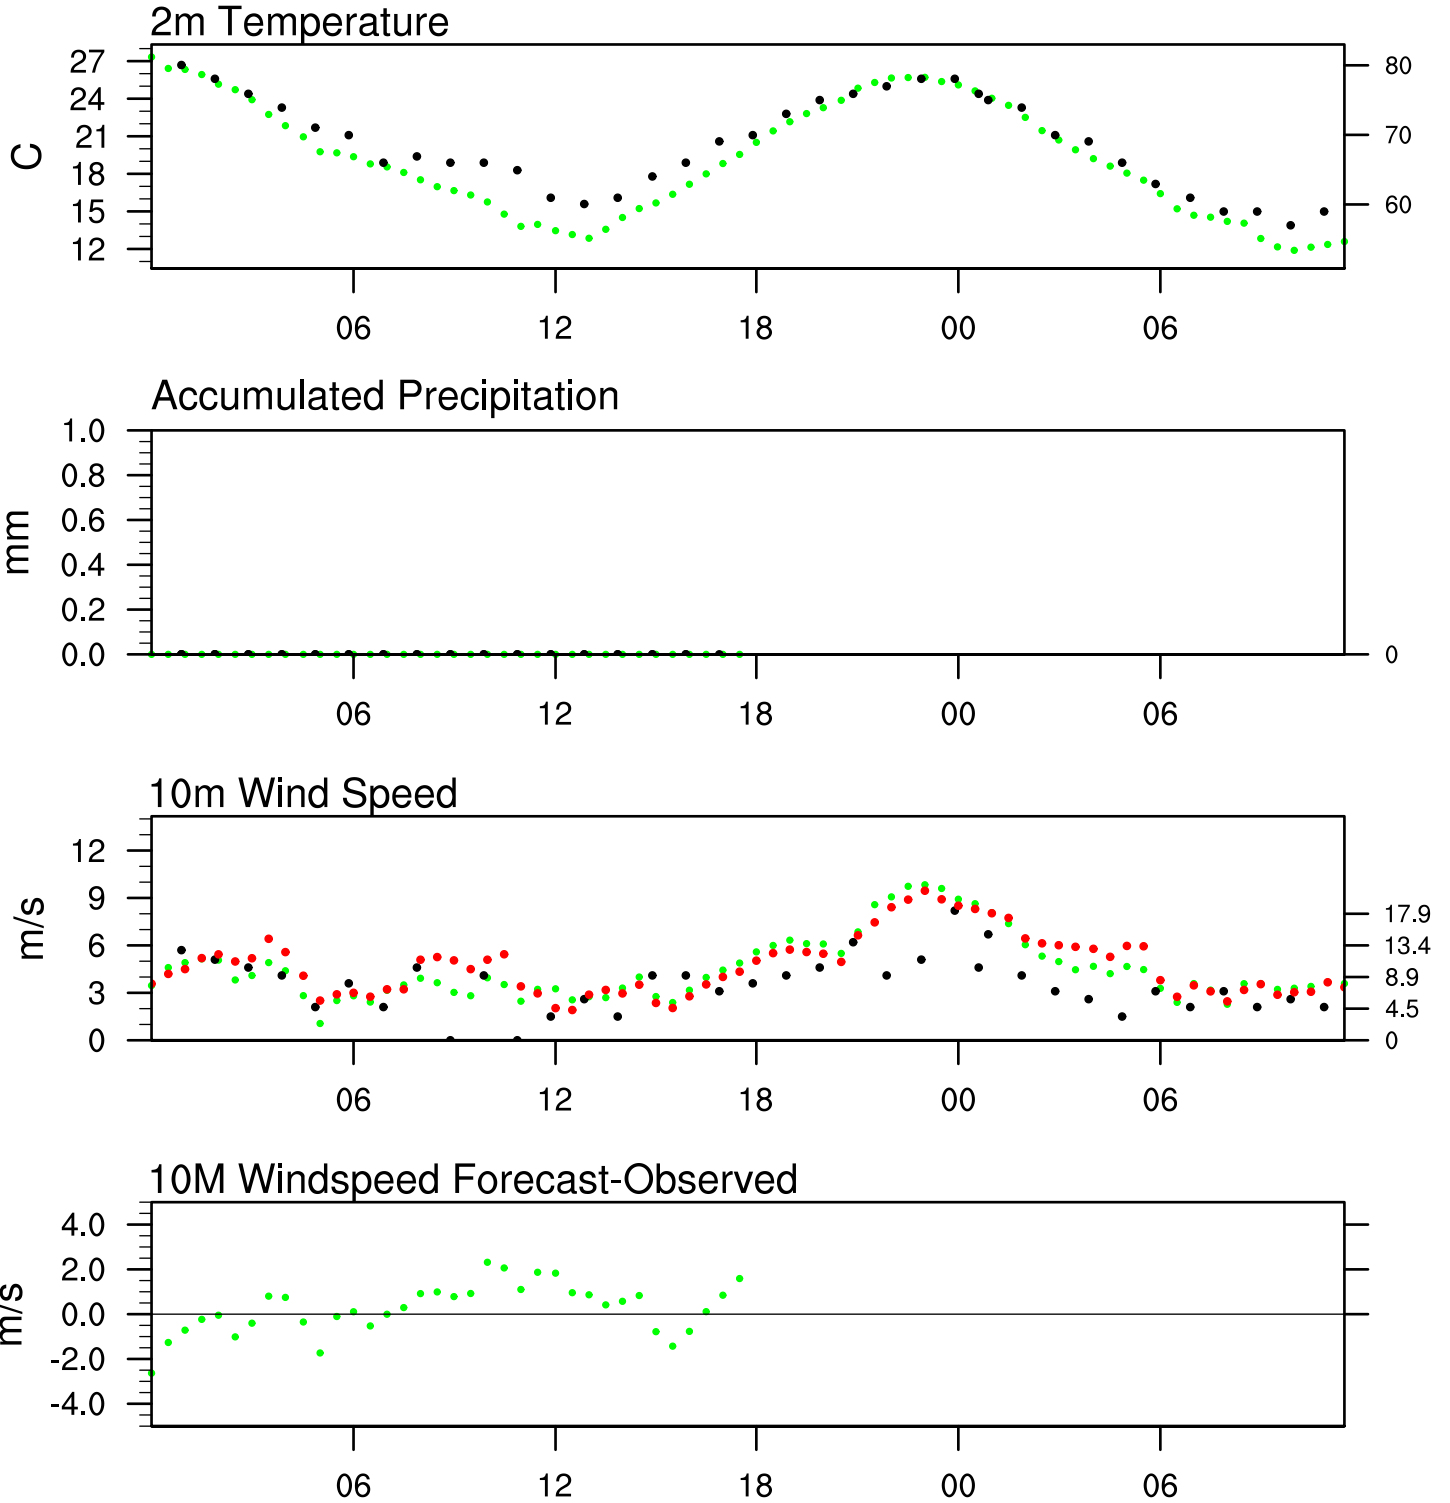 2m Temperature
27
24
21
18
15
12
C
80
70
60
06 12 18 00 06
Accumulated Precipitation
1.0
0.8
0.6
0.4
0.2
0.0
mm
0
06 12 18 00 06
10m Wind Speed
12
9
6
3
0
m/s
17.9
13.4
8.9
4.5
0
06 12 18 00 06
10M Windspeed Forecast-Observed
4.0
2.0
0.0
-2.0
-4.0
m/s
06 12 18 00 06